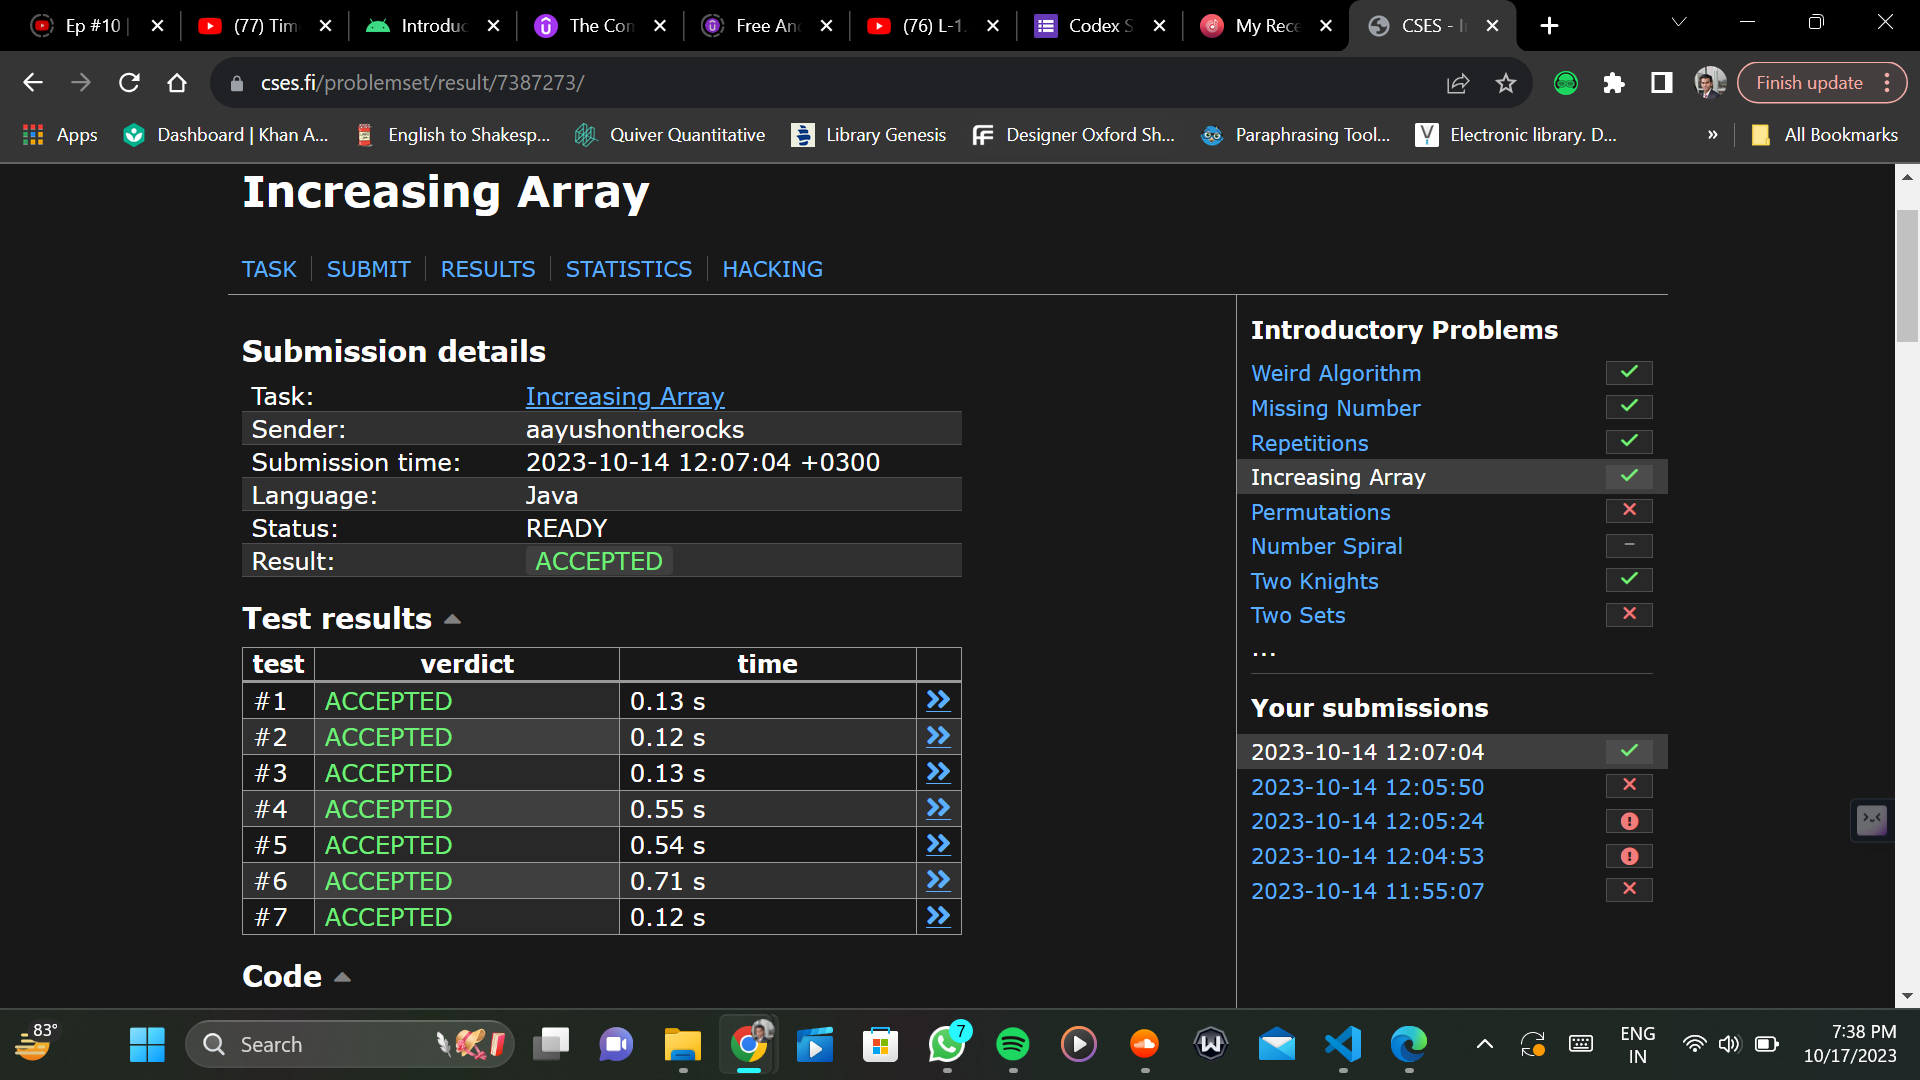 Ep #10 |
(77) Tim
Introduc
The Con
Free An
(76) L-1.
Codex S
My Rece
CSES - I
cses.fi/problemset/result/7387273/
Finish update
Apps
Dashboard | Khan A...
English to Shakesp...
Quiver Quantitative
Library Genesis
Designer Oxford Sh...
Paraphrasing Tool...
Electronic library. D...
»
All Bookmarks
Increasing Array
TASK | SUBMIT | RESULTS | STATISTICS | HACKING
Submission details
Task: Increasing Array
Sender: aayushontherocks
Submission time: 2023-10-14 12:07:04 +0300
Language: Java
Status: READY
Result: ACCEPTED
Test results
test verdict time
#1 ACCEPTED 0.13 s
#2 ACCEPTED 0.12 s
#3 ACCEPTED 0.13 s
#4 ACCEPTED 0.55 s
#5 ACCEPTED 0.54 s
#6 ACCEPTED 0.71 s
#7 ACCEPTED 0.12 s
Code
Introductory Problems
Weird Algorithm
Missing Number
Repetitions
Increasing Array
Permutations
Number Spiral
Two Knights
Two Sets
...
Your submissions
2023-10-14 12:07:04
2023-10-14 12:05:50
2023-10-14 12:05:24
2023-10-14 12:04:53
2023-10-14 11:55:07
83°
Search
7
ENG
IN
7:38 PM
10/17/2023